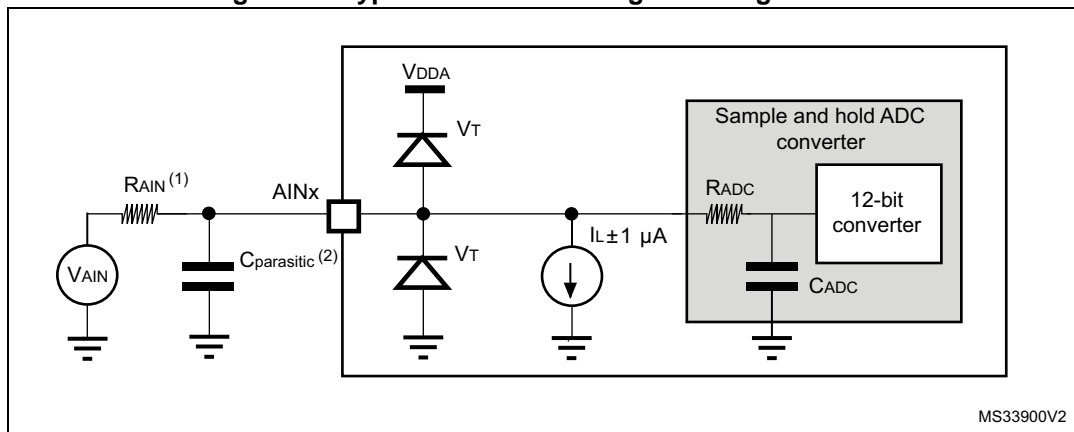 VDDA
Sample and hold ADC
converter
VT
RAIN (1)
AINx
RADC
12-bit
converter
IL±1 µA
VT
Cparasitic (2)
VAIN
CADC
MS33900V2